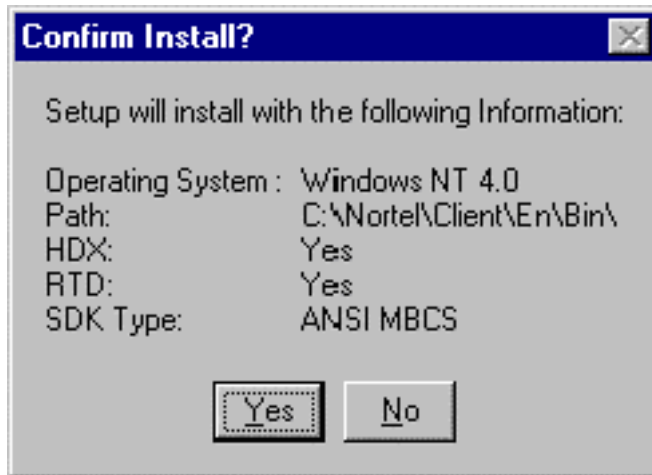 Confirm Install?
Setup will install with the following Information:
Operating System : Windows NT 4.0
Path: C:\Nortel\Client\En\Bin\
HDX: Yes
RTD: Yes
SDK Type: ANSI MBCS
Yes No